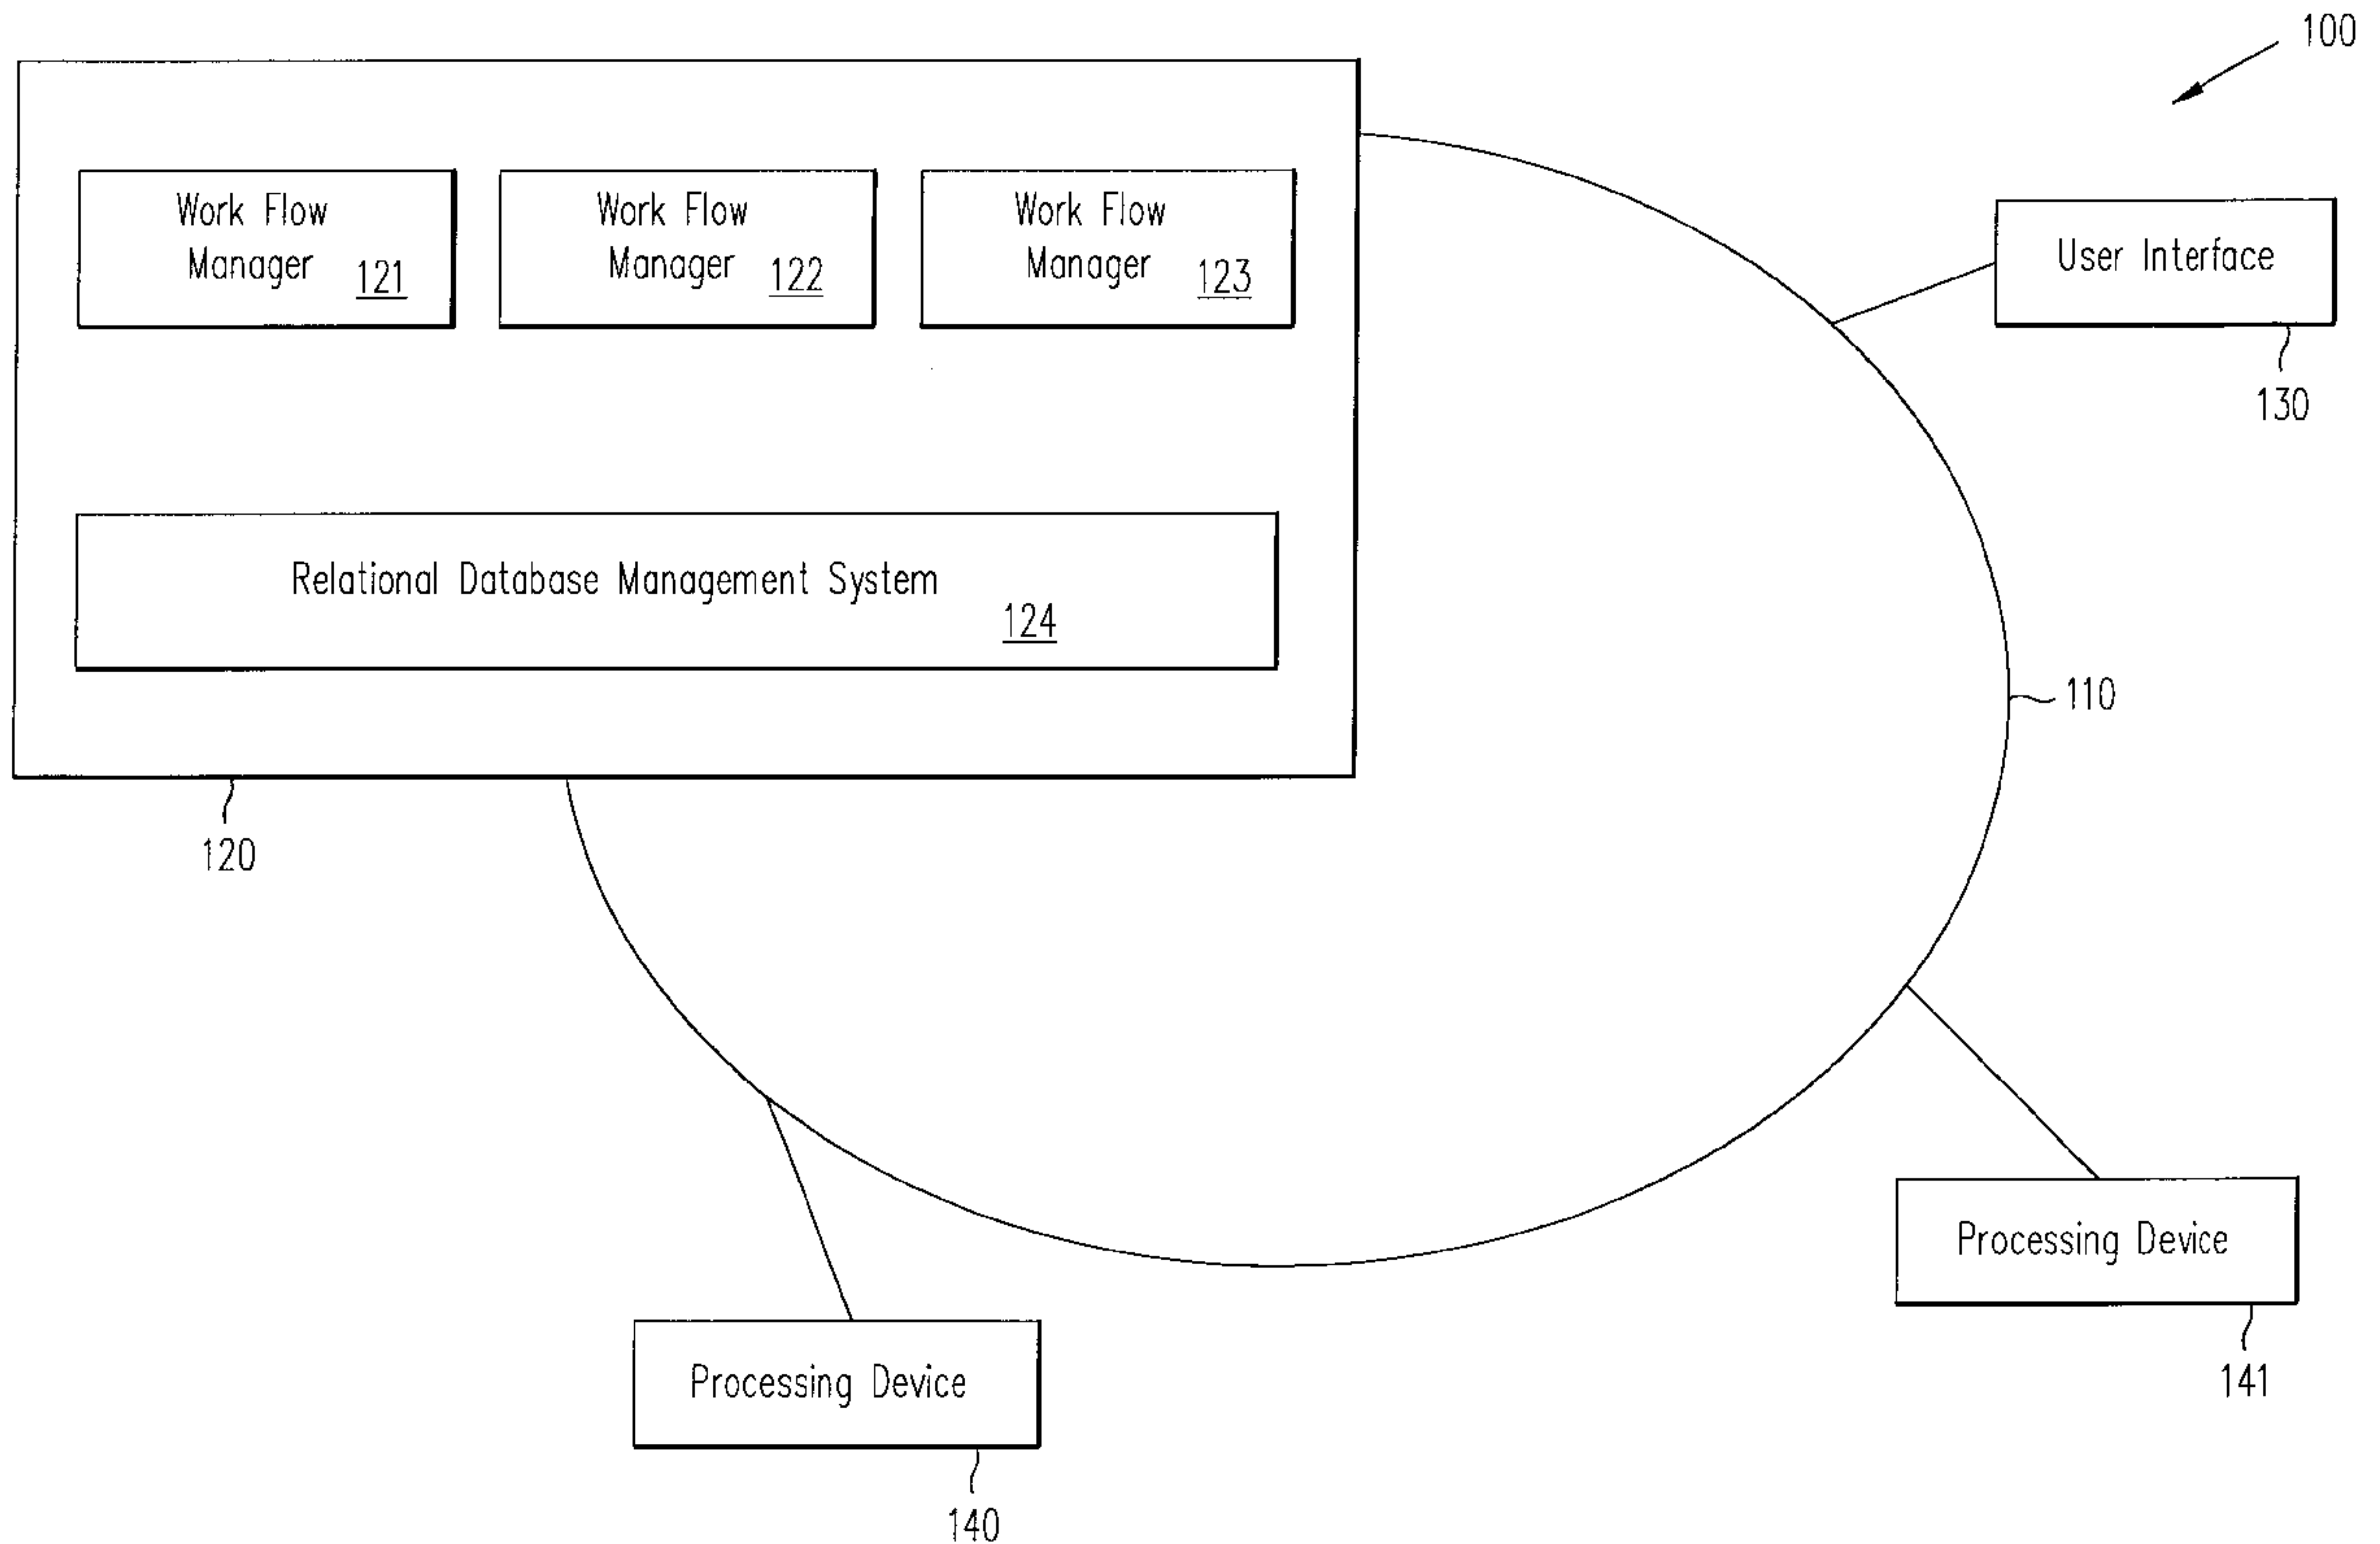 100
Work Flow
Manager 121
Work Flow
Manager 122
Work Flow
Manager 123
User Interface
130
Relational Database Management System
124
110
120
Processing Device
141
Processing Device
140